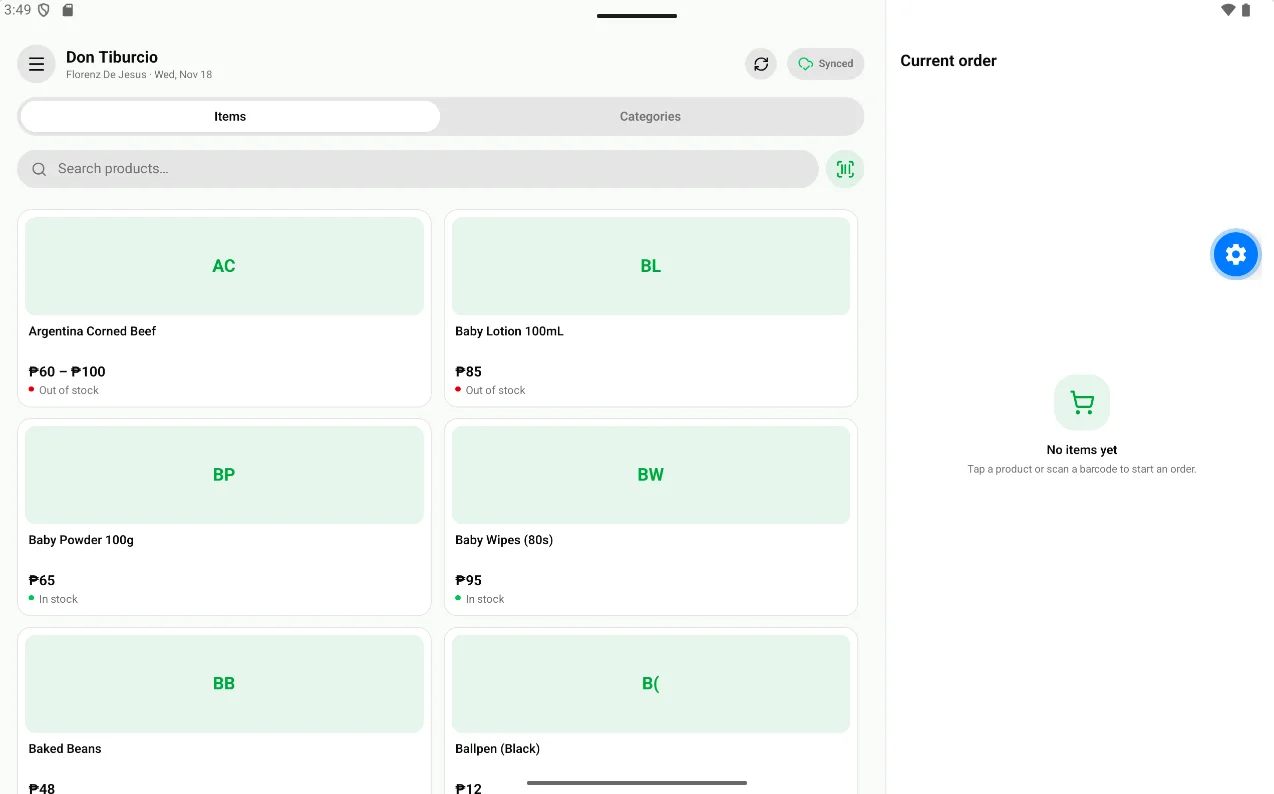 3:49
Don Tiburcio
Florenz De Jesus · Wed, Nov 18
Synced
Current order
Items
Categories
Search products...
AC
Argentina Corned Beef
₱60 – ₱100
Out of stock
BL
Baby Lotion 100mL
₱85
Out of stock
BP
Baby Powder 100g
₱65
In stock
BW
Baby Wipes (80s)
₱95
In stock
BB
Baked Beans
₱48
B(
Ballpen (Black)
₱12
No items yet
Tap a product or scan a barcode to start an order.